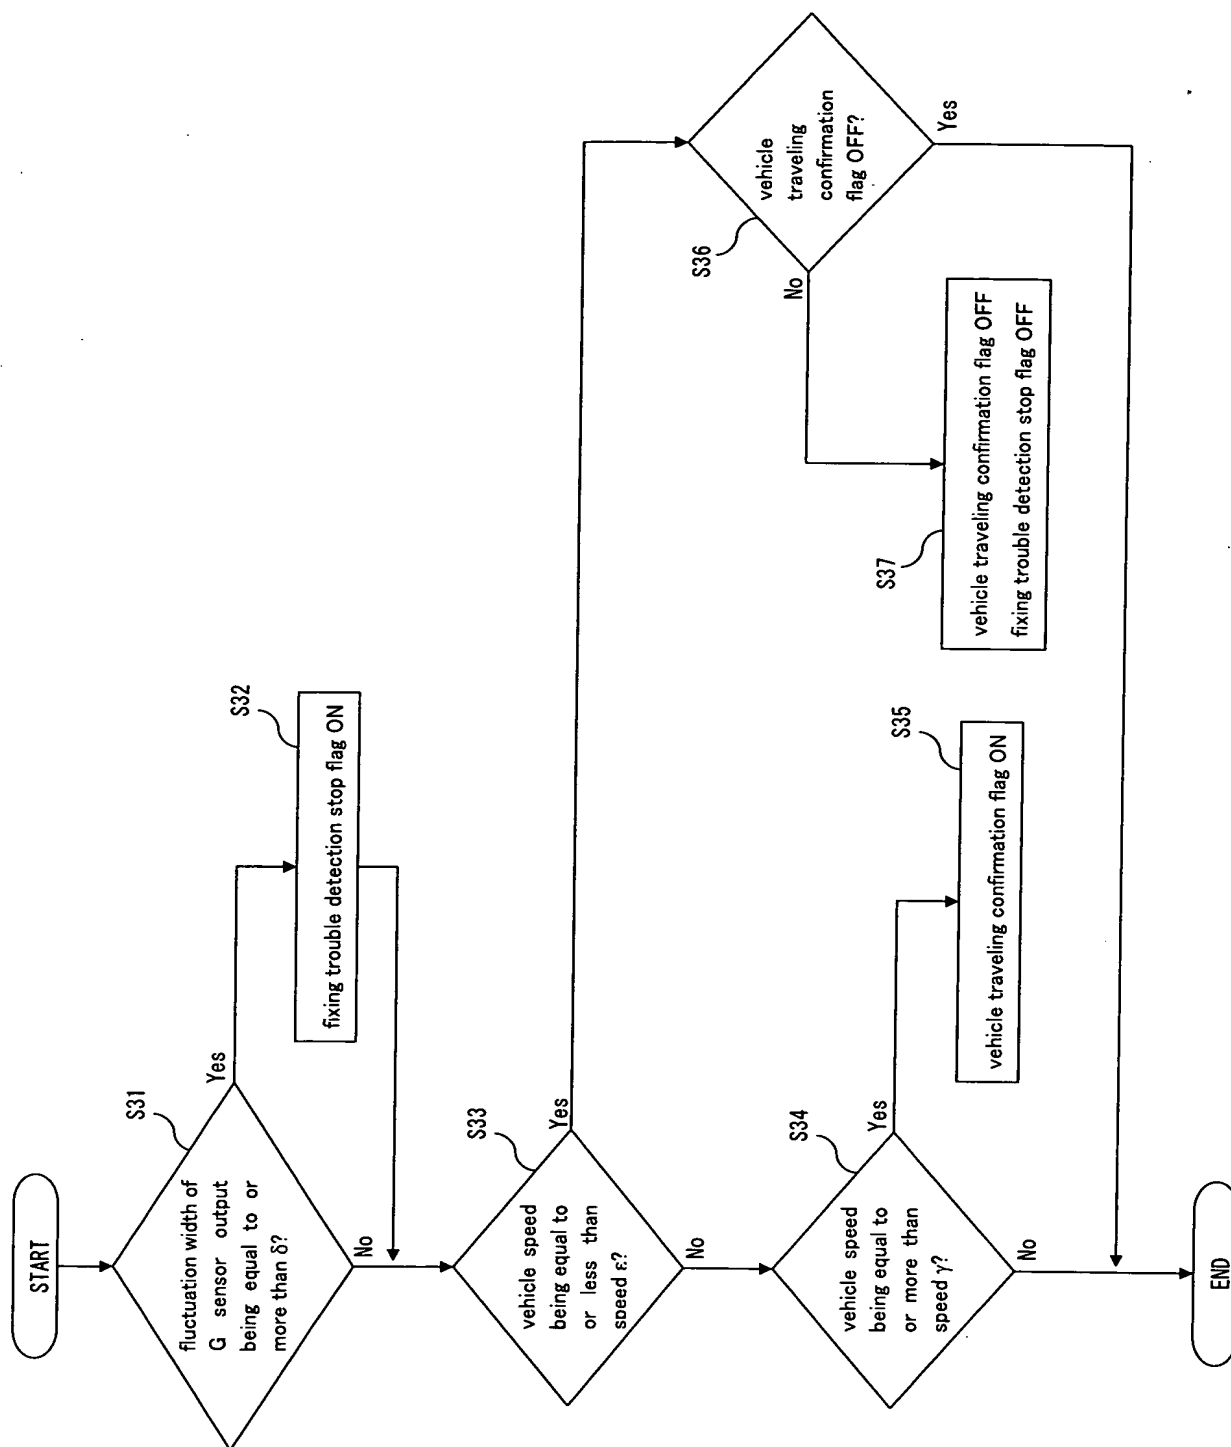 START
S31
fluctuation width of
G sensor output
being equal to or
more than δ?
Yes
No
S32
fixing trouble detection stop flag ON
S33
vehicle speed
being equal to
or less than
speed ε?
Yes
No
S34
vehicle speed
being equal to
or more than
speed γ?
Yes
No
S35
vehicle traveling confirmation flag ON
S36
vehicle
traveling
confirmation
flag OFF?
No
Yes
S37
vehicle traveling confirmation flag OFF
fixing trouble detection stop flag OFF
END